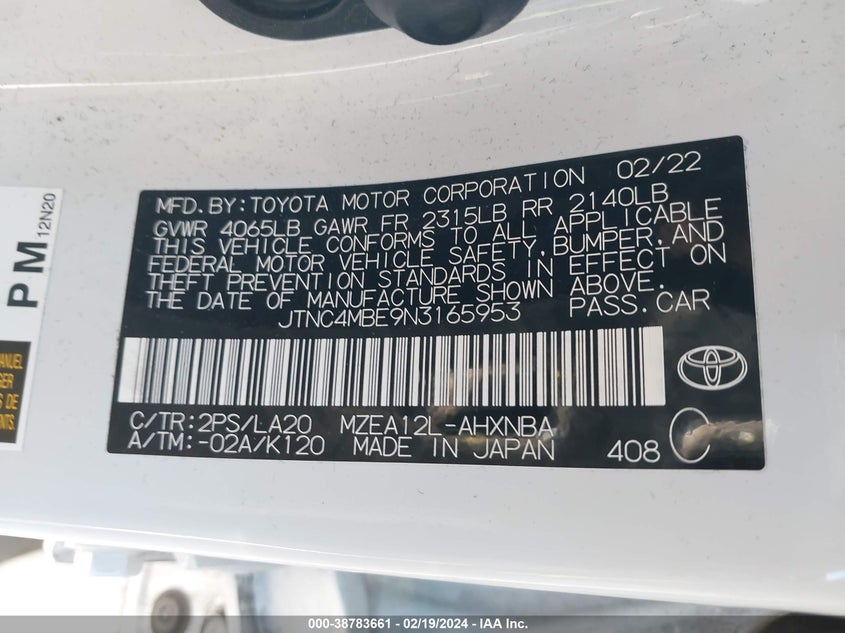 MFD.BY:TOYOTA MOTOR CORPORATION 02/22
GVWR 4065LB GAWR FR 2315LB RR 2140LB
THIS VEHICLE CONFORMS TO ALL APPLICABLE
FEDERAL MOTOR VEHICLE SAFETY,BUMPER,AND
THEFT PREVENTION STANDARDS IN EFFECT ON
THE DATE OF MANUFACTURE SHOWN ABOVE.
JTNC4MBE9N3165953 PASS.CAR
C/TR:2PS/LA20 MZEA12L-AHXNBA
A/TM:-02A/K120 MADE IN JAPAN 408 C
PM
12N20
MANUEL
DE
000-38783661 - 02/19/2024 - IAA Inc.